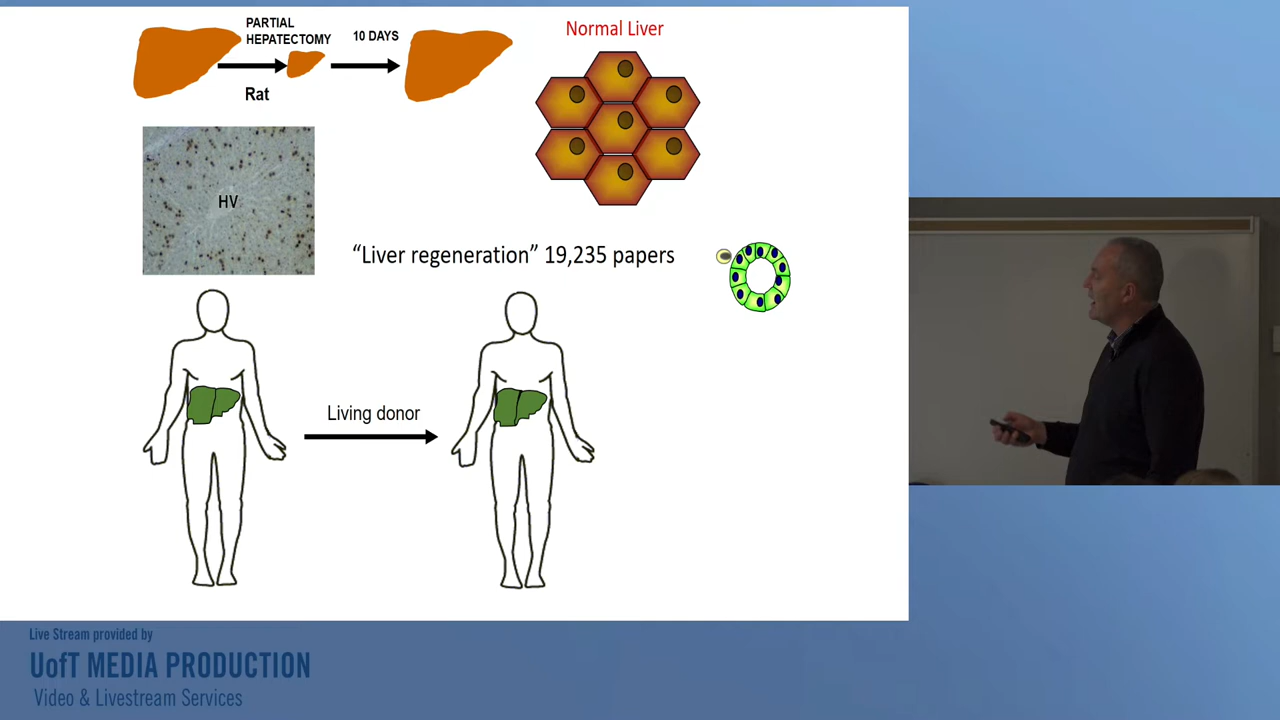 PARTIAL
HEPATECTOMY
10 DAYS
Rat
Normal Liver
HV
“Liver regeneration” 19,235 papers
Living donor
Live Stream provided by
UofT MEDIA PRODUCTION
Video & Livestream Services